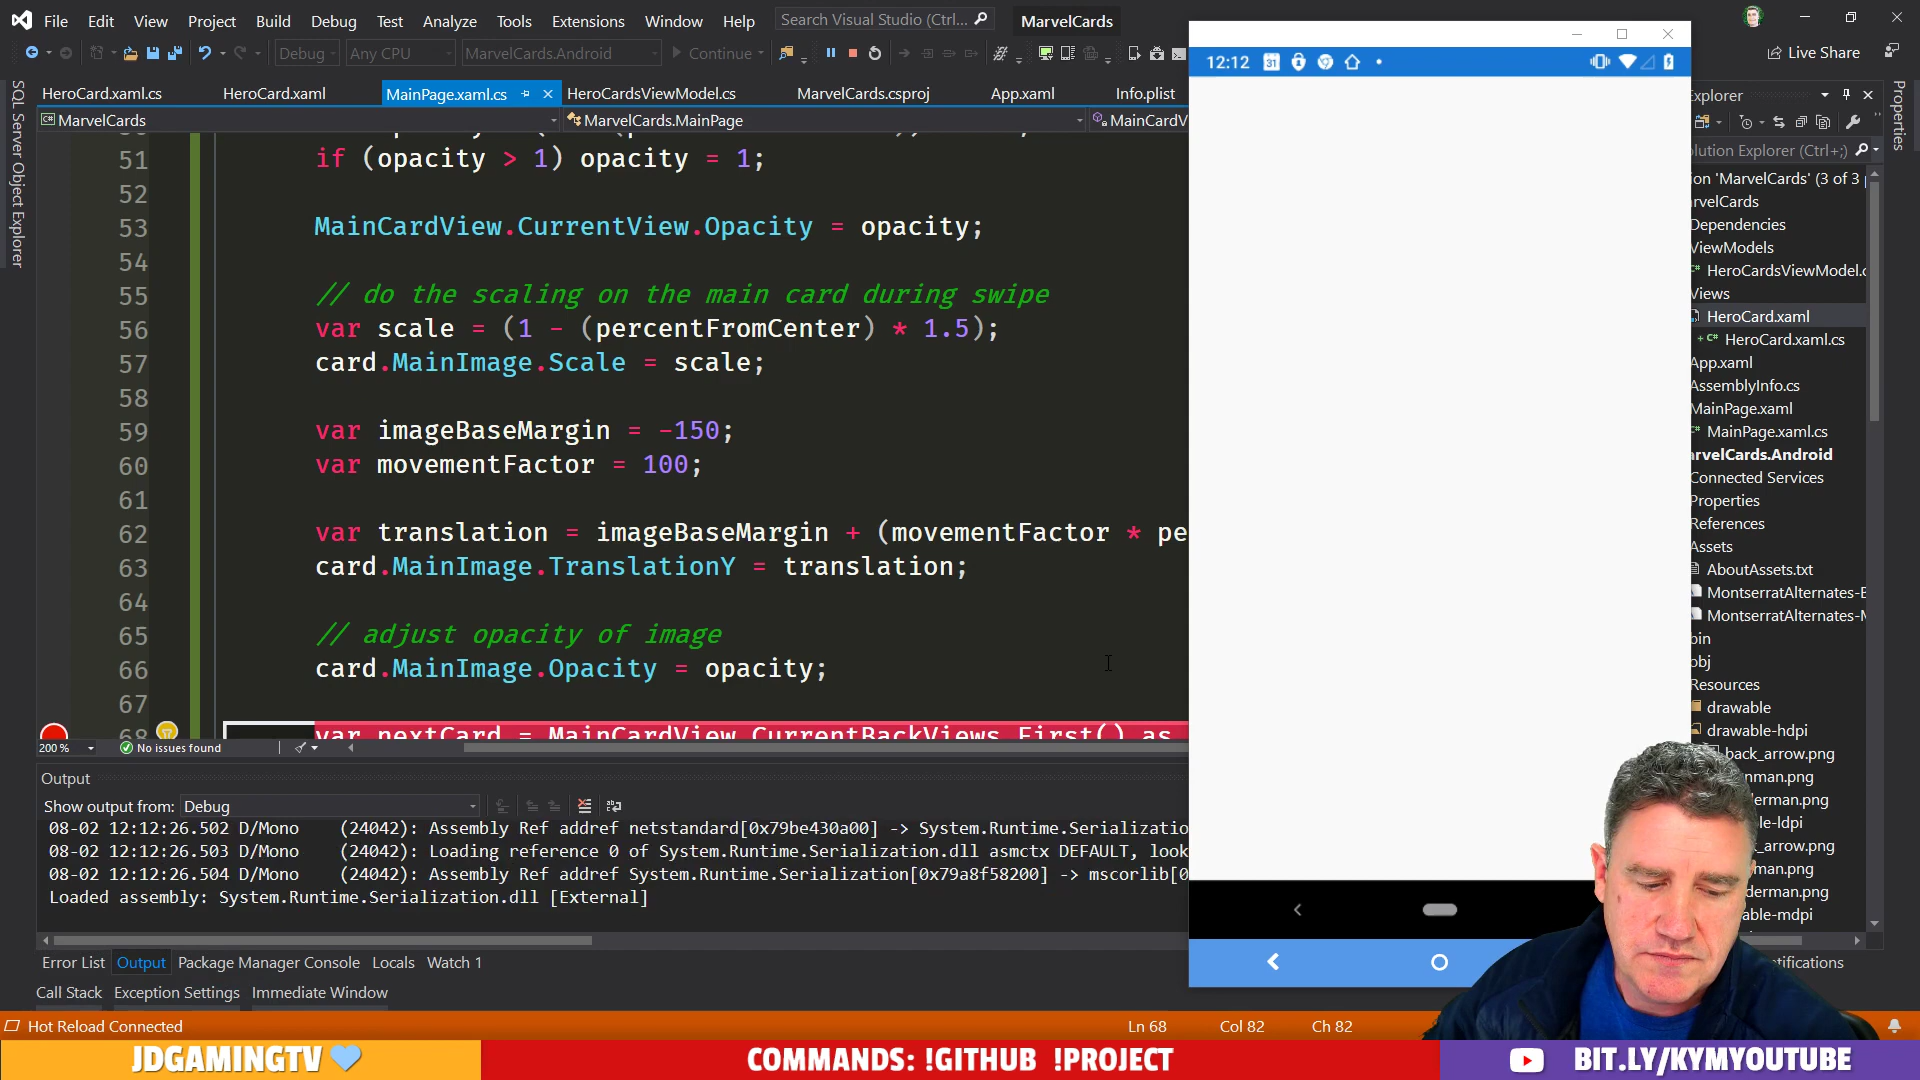 File Edit View Project Build Debug Test Analyze Tools Extensions Window Help Search Visual Studio (Ctrl... MarvelCards
Debug Any CPU MarvelCards.Android Continue Live Share
12:12 31
HeroCard.xaml.cs HeroCard.xaml MainPage.xaml.cs HeroCardsViewModel.cs MarvelCards.csproj App.xaml Info.plist
MarvelCards MarvelCards.MainPage MainCardV
SQL Server Object Explorer
Properties
51 if (opacity > 1) opacity = 1;
52
53 MainCardView.CurrentView.Opacity = opacity;
54
55 // do the scaling on the main card during swipe
56 var scale = (1 - (percentFromCenter) * 1.5);
57 card.MainImage.Scale = scale;
58
59 var imageBaseMargin = -150;
60 var movementFactor = 100;
61
62 var translation = imageBaseMargin + (movementFactor * pe
63 card.MainImage.TranslationY = translation;
64
65 // adjust opacity of image
66 card.MainImage.Opacity = opacity;
67
68 var nextCard = MainCardView.CurrentBackViews.First() as
200 % No issues found
Output
Show output from: Debug
08-02 12:12:26.502 D/Mono (24042): Assembly Ref addref netstandard[0x79be430a00] -> System.Runtime.Serializatio
08-02 12:12:26.503 D/Mono (24042): Loading reference 0 of System.Runtime.Serialization.dll asmctx DEFAULT, look
08-02 12:12:26.504 D/Mono (24042): Assembly Ref addref System.Runtime.Serialization[0x79a8f58200] -> mscorlib[0
Loaded assembly: System.Runtime.Serialization.dll [External]
Error List Output Package Manager Console Locals Watch 1
Call Stack Exception Settings Immediate Window
Hot Reload Connected Ln 68 Col 82 Ch 82
Explorer
olution Explorer (Ctrl+;)
ion 'MarvelCards' (3 of 3
rvelCards
Dependencies
ViewModels
HeroCardsViewModel.c
Views
HeroCard.xaml
HeroCard.xaml.cs
App.xaml
AssemblyInfo.cs
MainPage.xaml
MainPage.xaml.cs
arvelCards.Android
Connected Services
Properties
References
Assets
AboutAssets.txt
MontserratAlternates-E
MontserratAlternates-M
bin
obj
Resources
drawable
drawable-hdpi
back_arrow.png
nman.png
derman.png
le-ldpi
_arrow.png
man.png
derman.png
able-mdpi
tifications
JDGAMINGTV
COMMANDS: !GITHUB !PROJECT
BIT.LY/KYMYOUTUBE